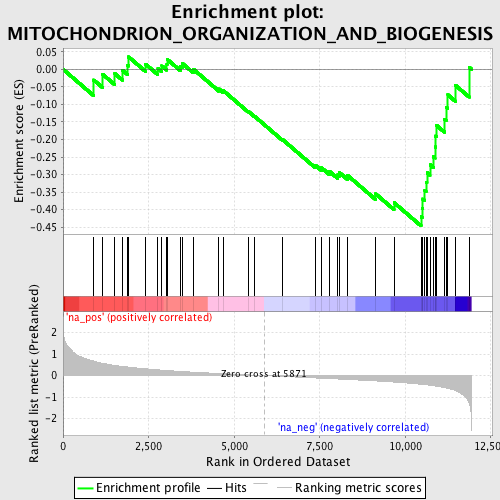 Enrichment plot:
MITOCHONDRION_ORGANIZATION_AND_BIOGENESIS
Enrichment score (ES)
0.05
0.00
-0.05
-0.10
-0.15
-0.20
-0.25
-0.30
-0.35
-0.40
-0.45
'na_pos' (positively correlated)
Ranked list metric (PreRanked)
2
1
0
-1
-2
Zero cross at 5871
'na_neg' (negatively correlated)
0
2,500
5,000
7,500
10,000
12,500
Rank in Ordered Dataset
Enrichment profile
Hits
Ranking metric scores